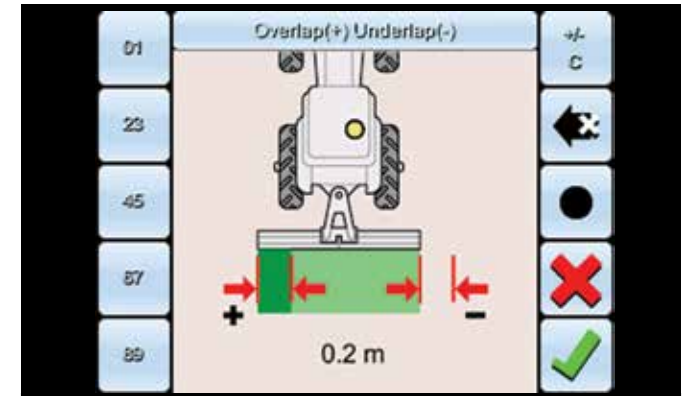 Overlap(+) Underlap(-)
01
23
45
67
89
+/-
C
+
-
0.2 m